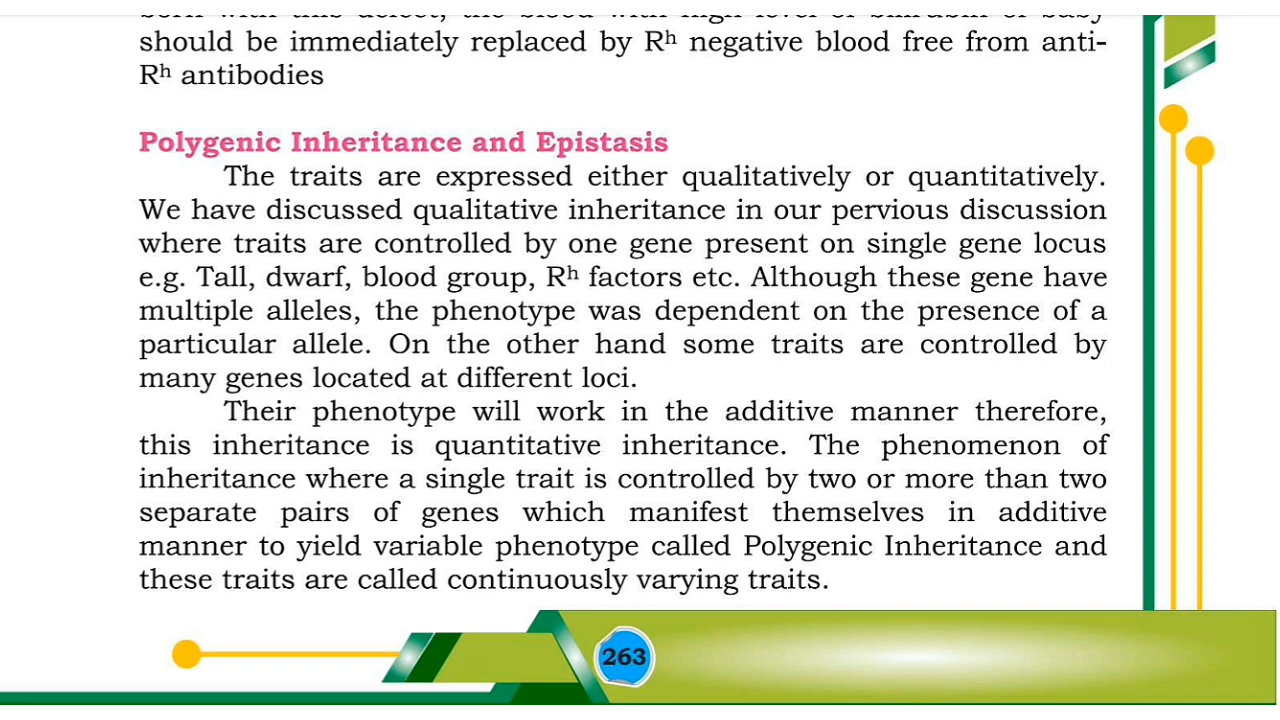 should be immediately replaced by Rh negative blood free from anti-
Rh antibodies
Polygenic Inheritance and Epistasis
The traits are expressed either qualitatively or quantitatively.
We have discussed qualitative inheritance in our pervious discussion
where traits are controlled by one gene present on single gene locus
e.g. Tall, dwarf, blood group, Rh factors etc. Although these gene have
multiple alleles, the phenotype was dependent on the presence of a
particular allele. On the other hand some traits are controlled by
many genes located at different loci.
Their phenotype will work in the additive manner therefore,
this inheritance is quantitative inheritance. The phenomenon of
inheritance where a single trait is controlled by two or more than two
separate pairs of genes which manifest themselves in additive
manner to yield variable phenotype called Polygenic Inheritance and
these traits are called continuously varying traits.
263